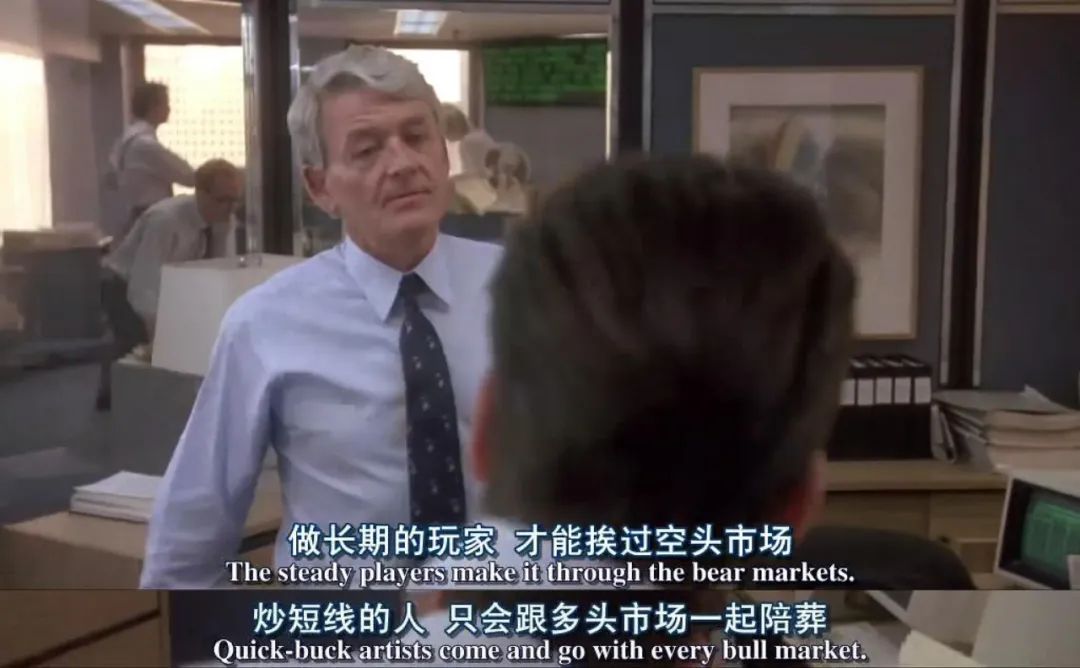 做长期的玩家 才能挨过空头市场
The steady players make it through the bear markets.
炒短线的人 只会跟多头市场一起陪葬
Quick-buck artists come and go with every bull market.